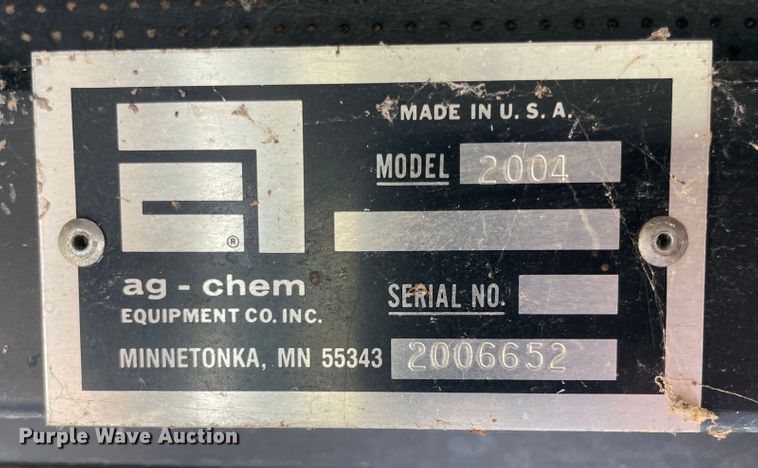 MADE IN U. S. A.
MODEL 2004
®
ag - chem
EQUIPMENT CO. INC.
SERIAL NO.
MINNETONKA, MN 55343 2006652
Purple Wave Auction